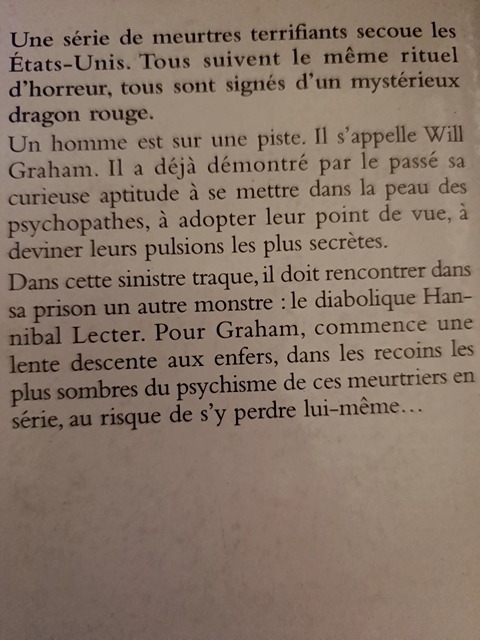 Une série de meurtres terrifiants secoue les
États-Unis. Tous suivent le même rituel
d'horreur, tous sont signés d'un mystérieux
dragon rouge.
Un homme est sur une piste. Il s'appelle Will
Graham. Il a déjà démontré par le passé sa
curieuse aptitude à se mettre dans la peau des
psychopathes, à adopter leur point de vue, à
deviner leurs pulsions les plus secrètes.
Dans cette sinistre traque, il doit rencontrer dans
sa prison un autre monstre : le diabolique Han-
nibal Lecter. Pour Graham, commence une
lente descente aux enfers, dans les recoins les
plus sombres du psychisme de ces meurtriers en
série, au risque de s'y perdre lui-même...